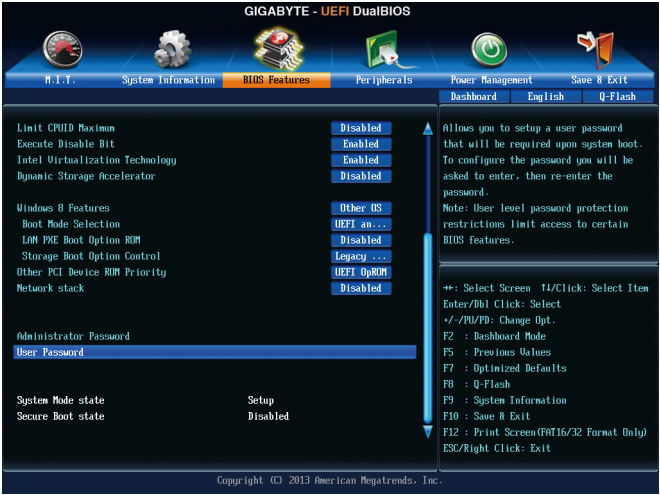 GIGABYTE - UEFI DualBIOS
M.I.T.
System Information
BIOS Features
Peripherals
Power Management
Save & Exit
Dashboard
English
Q-Flash
Limit CPUID Maximum Disabled
Execute Disable Bit Enabled
Intel Virtualization Technology Enabled
Dynamic Storage Accelerator Disabled
Windows 8 Features Other OS
Boot Mode Selection UEFI an...
LAN PXE Boot Option ROM Disabled
Storage Boot Option Control Legacy ...
Other PCI Device ROM Priority UEFI OpROM
Network stack Disabled
Administrator Password
User Password
System Mode state Setup
Secure Boot state Disabled
Allows you to setup a user password
that will be required upon system boot.
To configure the password you will be
asked to enter, then re-enter the
password.
Note: User level password protection
restrictions limit access to certain
BIOS features.
→←: Select Screen ↑↓/Click: Select Item
Enter/Dbl Click: Select
+/-/PU/PD: Change Opt.
F2 : Dashboard Mode
F5 : Previous Values
F7 : Optimized Defaults
F8 : Q-Flash
F9 : System Information
F10 : Save & Exit
F12 : Print Screen(FAT16/32 Format Only)
ESC/Right Click: Exit
Copyright (C) 2013 American Megatrends, Inc.